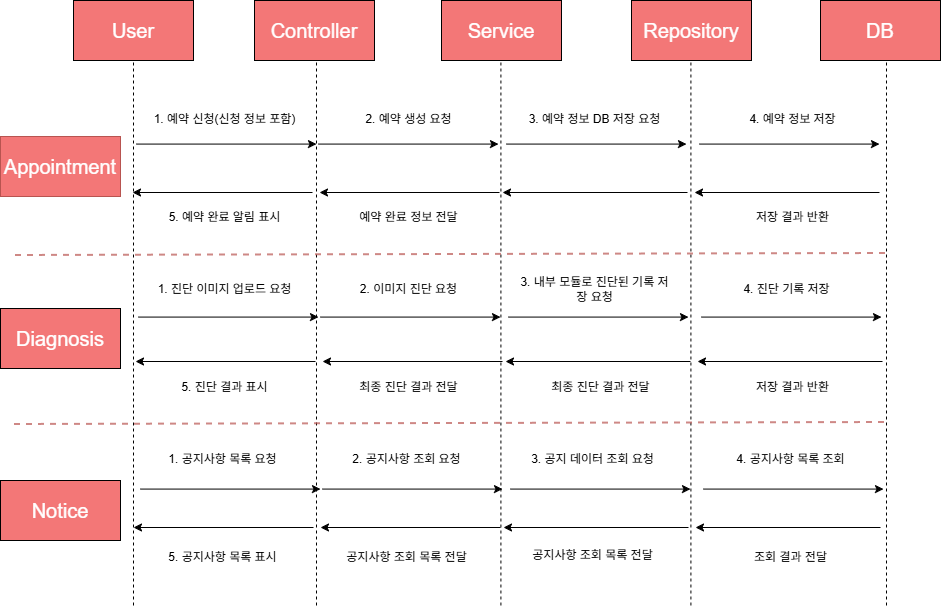 User
Controller
Service
Repository
DB
1. 예약 신청(신청 정보 포함)
2. 예약 생성 요청
3. 예약 정보 DB 저장 요청
4. 예약 정보 저장
Appointment
5. 예약 완료 알림 표시
예약 완료 정보 전달
저장 결과 반환
1. 진단 이미지 업로드 요청
2. 이미지 진단 요청
3. 내부 모듈로 진단된 기록 저
장 요청
4. 진단 기록 저장
Diagnosis
5. 진단 결과 표시
최종 진단 결과 전달
최종 진단 결과 전달
저장 결과 반환
1. 공지사항 목록 요청
2. 공지사항 조회 요청
3. 공지 데이터 조회 요청
4. 공지사항 목록 조회
Notice
5. 공지사항 목록 표시
공지사항 조회 목록 전달
공지사항 조회 목록 전달
조회 결과 전달